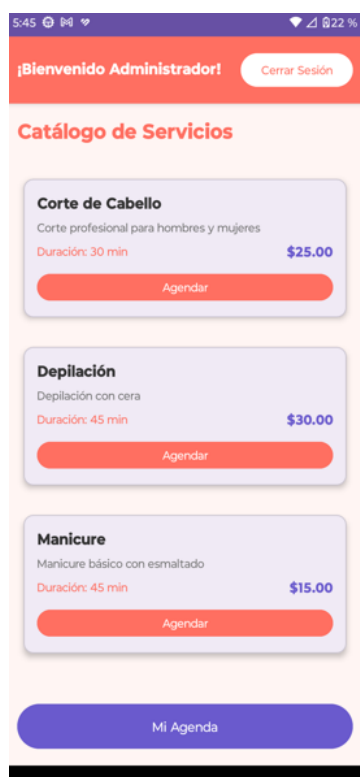 5:45 22 %
¡Bienvenido Administrador! Cerrar Sesión
Catálogo de Servicios
Corte de Cabello
Corte profesional para hombres y mujeres
Duración: 30 min $25.00
Agendar
Depilación
Depilación con cera
Duración: 45 min $30.00
Agendar
Manicure
Manicure básico con esmaltado
Duración: 45 min $15.00
Agendar
Mi Agenda